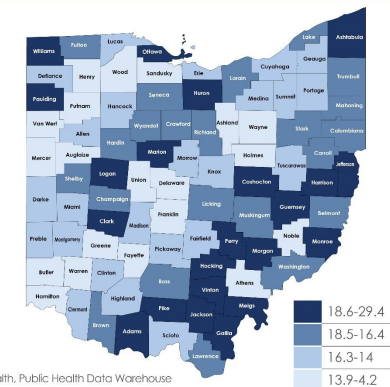 Williams
Fulton
Lucas
Ottawa
Lake
Ashtabula
Geauga
Cuyahoga
Defiance
Henry
Wood
Sandusky
Erie
Lorain
Trumbull
Paulding
Putnam
Hancock
Seneca
Huron
Medina
Summit
Portage
Mahoning
Van Wert
Allen
Wyandot
Crawford
Richland
Ashland
Wayne
Stark
Columbiana
Hardin
Mercer
Auglaize
Marion
Morrow
Holmes
Carroll
Tuscarawas
Jefferson
Shelby
Logan
Union
Knox
Coshocton
Harrison
Darke
Miami
Champaign
Delaware
Licking
Muskingum
Guernsey
Belmont
Clark
Madison
Franklin
Preble
Montgomery
Greene
Fayette
Pickaway
Fairfield
Perry
Morgan
Noble
Monroe
Butler
Warren
Clinton
Ross
Hocking
Athens
Washington
Hamilton
Clermont
Highland
Vinton
Meigs
Brown
Adams
Pike
Scioto
Jackson
Gallia
Lawrence
18.6-29.4
18.5-16.4
16.3-14
13.9-4.2
lth, Public Health Data Warehouse